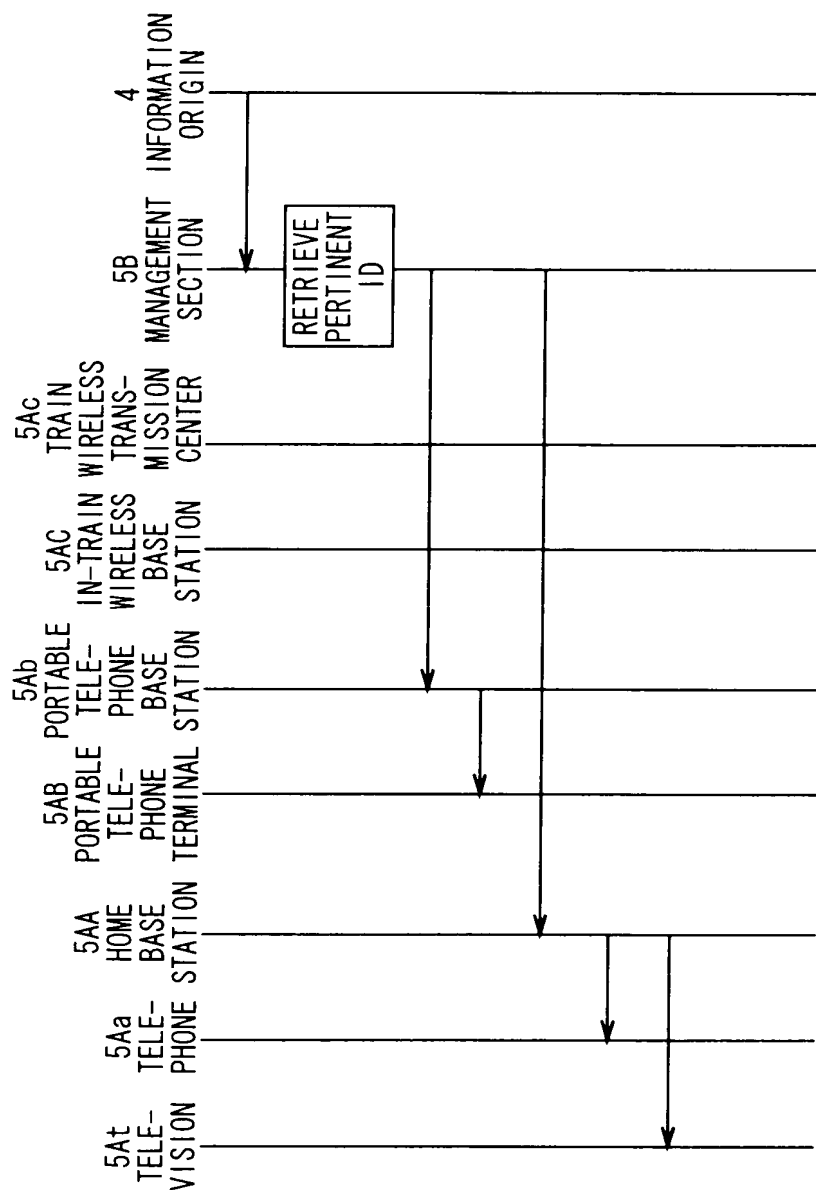 5At
TELE-
VISION
5Aa
TELE-
PHONE
5AA
HOME
BASE
STATION
5AB
PORTABLE
TELE-
PHONE
TERMINAL
5Ab
PORTABLE
TELE-
PHONE
BASE
STATION
5AC
IN-TRAIN
WIRELESS
BASE
STATION
5Ac
TRAIN
WIRELESS
TRANS-
MISSION
CENTER
5B
MANAGEMENT
SECTION
4
INFORMATION
ORIGIN
RETRIEVE
PERTINENT
ID